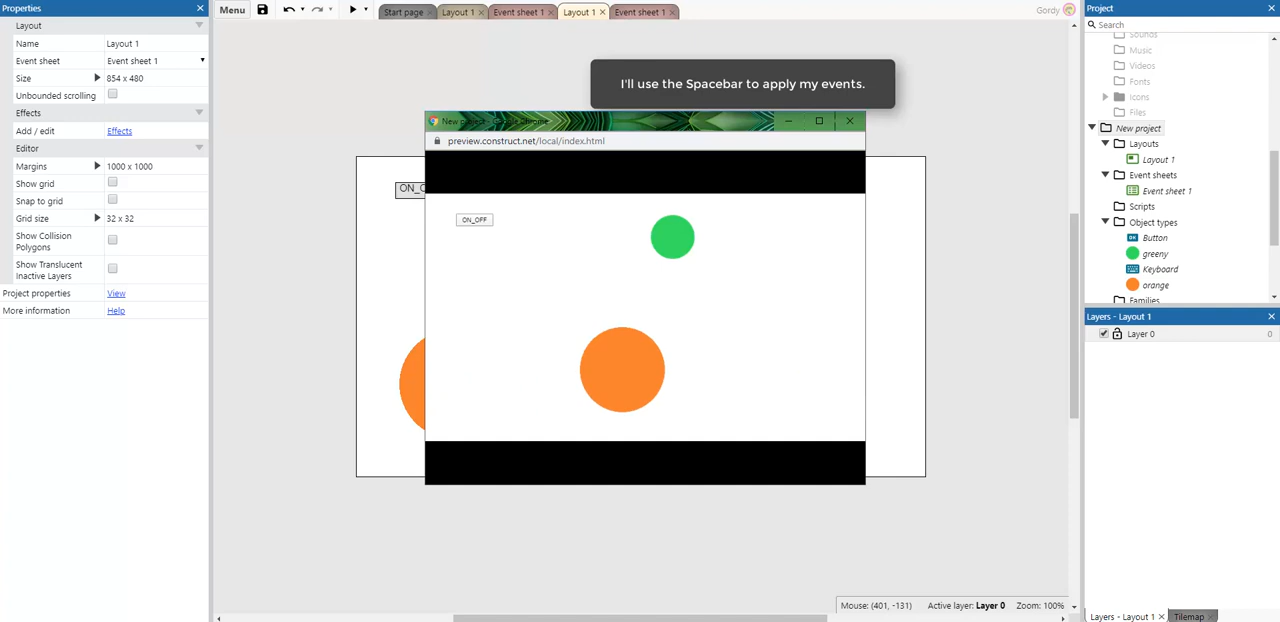 Properties
Layout
Name Layout 1
Event sheet Event sheet 1
Size 854 x 480
Unbounded scrolling
Effects
Add / edit Effects
Editor
Margins 1000 x 1000
Show grid
Snap to grid
Grid size 32 x 32
Show Collision
Polygons
Show Translucent
Inactive Layers
Project properties View
More information Help
Menu
Start page
Layout 1
Event sheet 1
Layout 1
Event sheet 1
Gordy
I'll use the Spacebar to apply my events.
New project - Google Chrome
preview.construct.net/local/index.html
ON_O
ON_OFF
Mouse: (401, -131) Active layer: Layer 0 Zoom: 100%
Project
Search
Sounds
Music
Videos
Fonts
Icons
Files
New project
Layouts
Layout 1
Event sheets
Event sheet 1
Scripts
Object types
OK Button
greeny
Keyboard
orange
Families
Layers - Layout 1
Layer 0 0
Layers - Layout 1
Tilemap